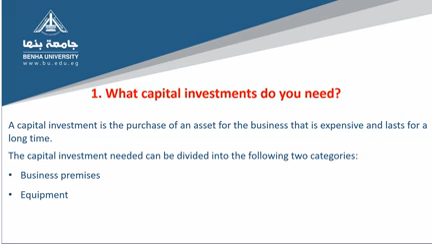 جامعة بنها
BENHA UNIVERSITY
www.bu.edu.eg
1. What capital investments do you need?
A capital investment is the purchase of an asset for the business that is expensive and lasts for a
long time.
The capital investment needed can be divided into the following two categories:
• Business premises
• Equipment